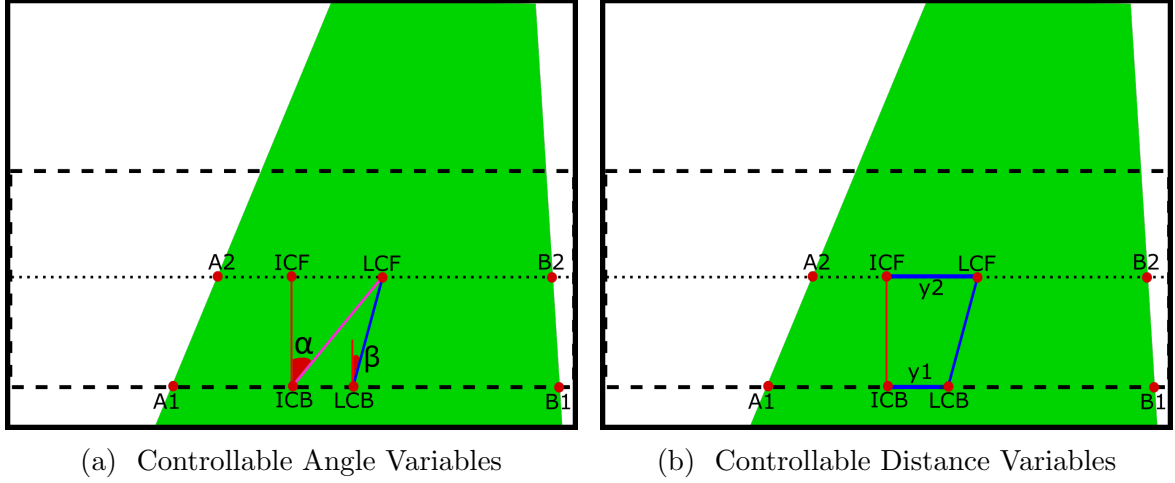 A2 ICF LCF B2
α β
A1 ICB LCB B1
(a) Controllable Angle Variables
A2 ICF LCF B2
y2
y1
A1 ICB LCB B1
(b) Controllable Distance Variables